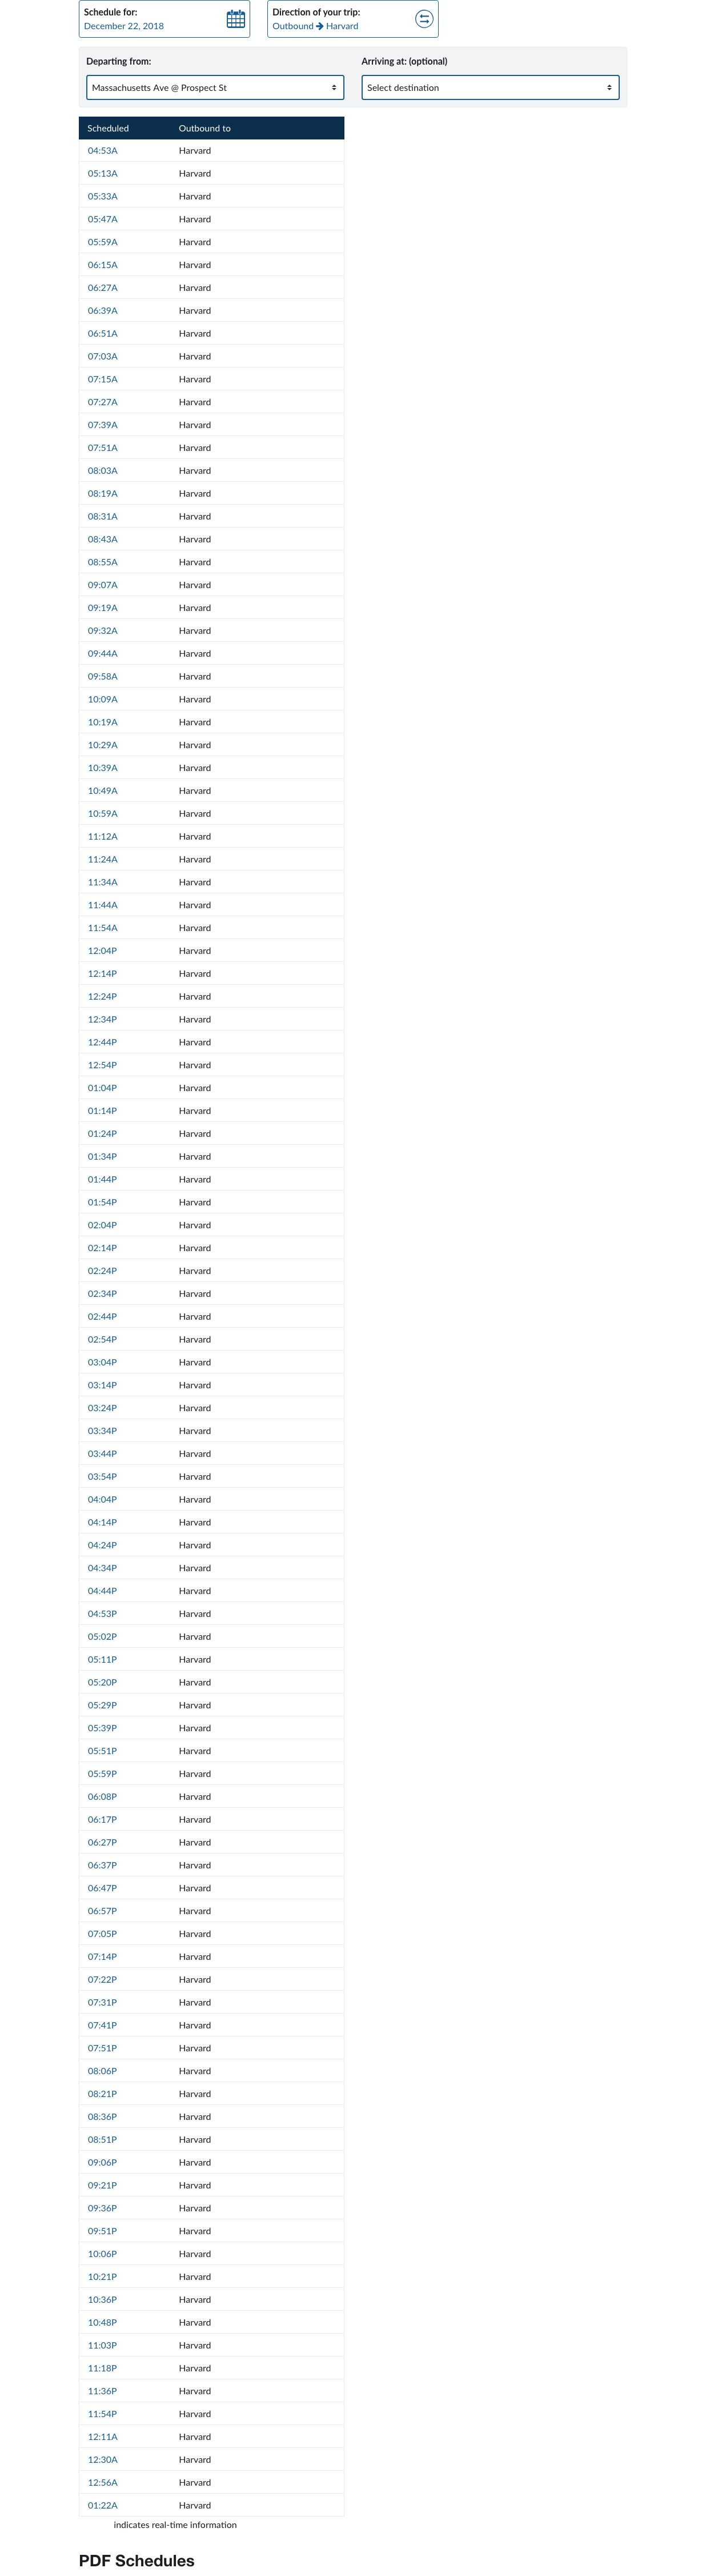 Schedule for:
December 22, 2018
Direction of your trip:
Outbound → Harvard
Departing from:
Massachusetts Ave @ Prospect St
Arriving at: (optional)
Select destination
Scheduled Outbound to
04:53A Harvard
05:13A Harvard
05:33A Harvard
05:47A Harvard
05:59A Harvard
06:15A Harvard
06:27A Harvard
06:39A Harvard
06:51A Harvard
07:03A Harvard
07:15A Harvard
07:27A Harvard
07:39A Harvard
07:51A Harvard
08:03A Harvard
08:19A Harvard
08:31A Harvard
08:43A Harvard
08:55A Harvard
09:07A Harvard
09:19A Harvard
09:32A Harvard
09:44A Harvard
09:58A Harvard
10:09A Harvard
10:19A Harvard
10:29A Harvard
10:39A Harvard
10:49A Harvard
10:59A Harvard
11:12A Harvard
11:24A Harvard
11:34A Harvard
11:44A Harvard
11:54A Harvard
12:04P Harvard
12:14P Harvard
12:24P Harvard
12:34P Harvard
12:44P Harvard
12:54P Harvard
01:04P Harvard
01:14P Harvard
01:24P Harvard
01:34P Harvard
01:44P Harvard
01:54P Harvard
02:04P Harvard
02:14P Harvard
02:24P Harvard
02:34P Harvard
02:44P Harvard
02:54P Harvard
03:04P Harvard
03:14P Harvard
03:24P Harvard
03:34P Harvard
03:44P Harvard
03:54P Harvard
04:04P Harvard
04:14P Harvard
04:24P Harvard
04:34P Harvard
04:44P Harvard
04:53P Harvard
05:02P Harvard
05:11P Harvard
05:20P Harvard
05:29P Harvard
05:39P Harvard
05:51P Harvard
05:59P Harvard
06:08P Harvard
06:17P Harvard
06:27P Harvard
06:37P Harvard
06:47P Harvard
06:57P Harvard
07:05P Harvard
07:14P Harvard
07:22P Harvard
07:31P Harvard
07:41P Harvard
07:51P Harvard
08:06P Harvard
08:21P Harvard
08:36P Harvard
08:51P Harvard
09:06P Harvard
09:21P Harvard
09:36P Harvard
09:51P Harvard
10:06P Harvard
10:21P Harvard
10:36P Harvard
10:48P Harvard
11:03P Harvard
11:18P Harvard
11:36P Harvard
11:54P Harvard
12:11A Harvard
12:30A Harvard
12:56A Harvard
01:22A Harvard
indicates real-time information
PDF Schedules